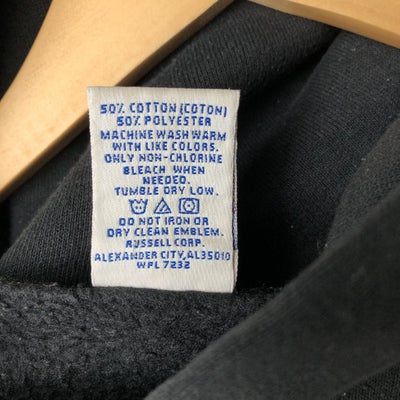 50% COTTON (COTON)
50% POLYESTER
MACHINE WASH WARM
WITH LIKE COLORS.
ONLY NON-CHLORINE
BLEACH WHEN
NEEDED.
TUMBLE DRY LOW.
DO NOT IRON OR
DRY CLEAN EMBLEM.
RUSSELL CORP.
ALEXANDER CITY,AL35010
WPL 7232